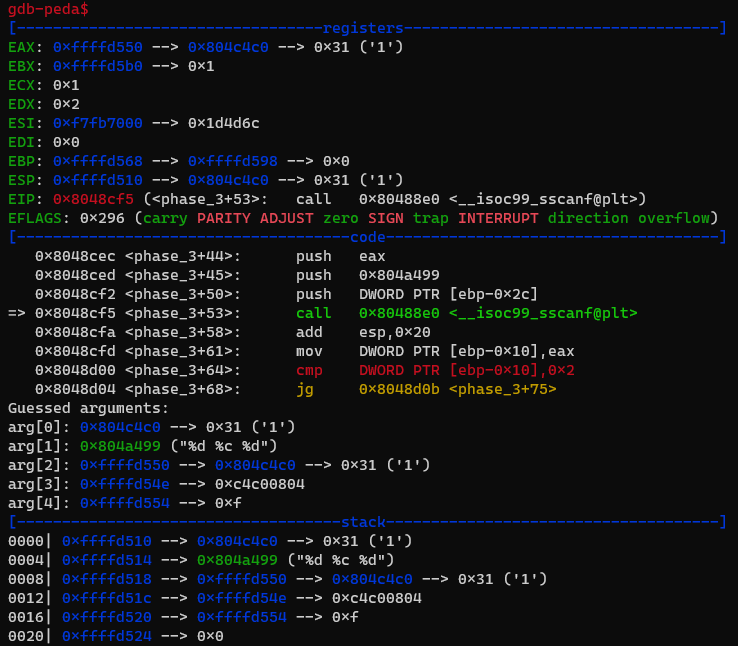 gdb-peda$
[----------------------------------registers-----------------------------------]
EAX: 0xffffd550 --> 0x804c4c0 --> 0x31 ('1')
EBX: 0xffffd5b0 --> 0x1
ECX: 0x1
EDX: 0x2
ESI: 0xf7fb7000 --> 0x1d4d6c
EDI: 0x0
EBP: 0xffffd568 --> 0xffffd598 --> 0x0
ESP: 0xffffd510 --> 0x804c4c0 --> 0x31 ('1')
EIP: 0x8048cf5 (<phase_3+53>:	call   0x80488e0 <__isoc99_sscanf@plt>)
EFLAGS: 0x296 (carry PARITY ADJUST zero SIGN trap INTERRUPT direction overflow)
[-------------------------------------code-------------------------------------]
   0x8048cec <phase_3+44>:	push   eax
   0x8048ced <phase_3+45>:	push   0x804a499
   0x8048cf2 <phase_3+50>:	push   DWORD PTR [ebp-0x2c]
=> 0x8048cf5 <phase_3+53>:	call   0x80488e0 <__isoc99_sscanf@plt>
   0x8048cfa <phase_3+58>:	add    esp,0x20
   0x8048cfd <phase_3+61>:	mov    DWORD PTR [ebp-0x10],eax
   0x8048d00 <phase_3+64>:	cmp    DWORD PTR [ebp-0x10],0x2
   0x8048d04 <phase_3+68>:	jg     0x8048d0b <phase_3+75>
Guessed arguments:
arg[0]: 0x804c4c0 --> 0x31 ('1')
arg[1]: 0x804a499 ("%d %c %d")
arg[2]: 0xffffd550 --> 0x804c4c0 --> 0x31 ('1')
arg[3]: 0xffffd54e --> 0xc4c00804
arg[4]: 0xffffd554 --> 0xf
[------------------------------------stack-------------------------------------]
0000| 0xffffd510 --> 0x804c4c0 --> 0x31 ('1')
0004| 0xffffd514 --> 0x804a499 ("%d %c %d")
0008| 0xffffd518 --> 0xffffd550 --> 0x804c4c0 --> 0x31 ('1')
0012| 0xffffd51c --> 0xffffd54e --> 0xc4c00804
0016| 0xffffd520 --> 0xffffd554 --> 0xf
0020| 0xffffd524 --> 0x0